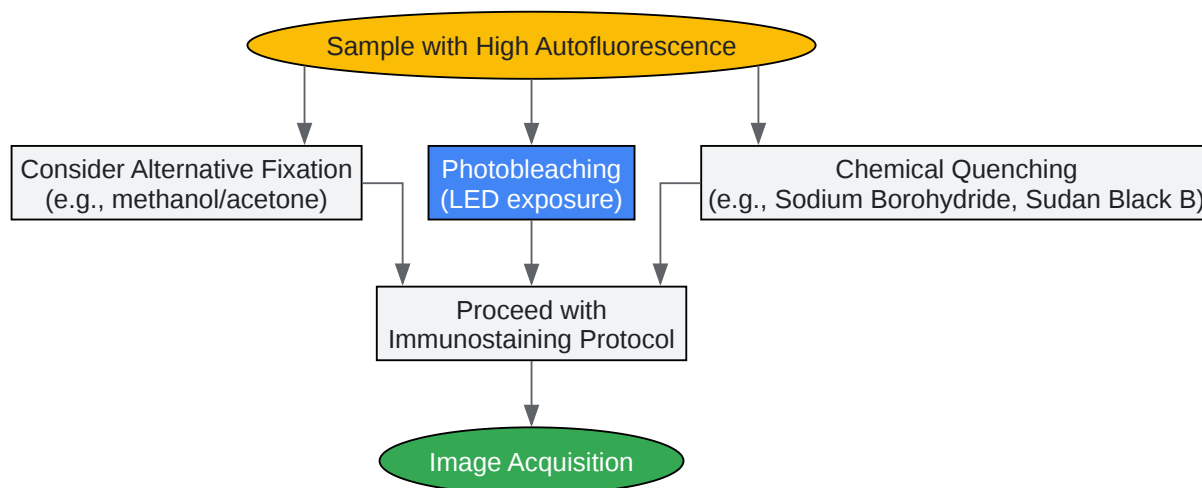 Sample with High Autofluorescence
Consider Alternative Fixation
(e.g., methanol/acetone)
Photobleaching
(LED exposure)
Chemical Quenching
(e.g., Sodium Borohydride, Sudan Black B)
Proceed with
Immunostaining Protocol
Image Acquisition